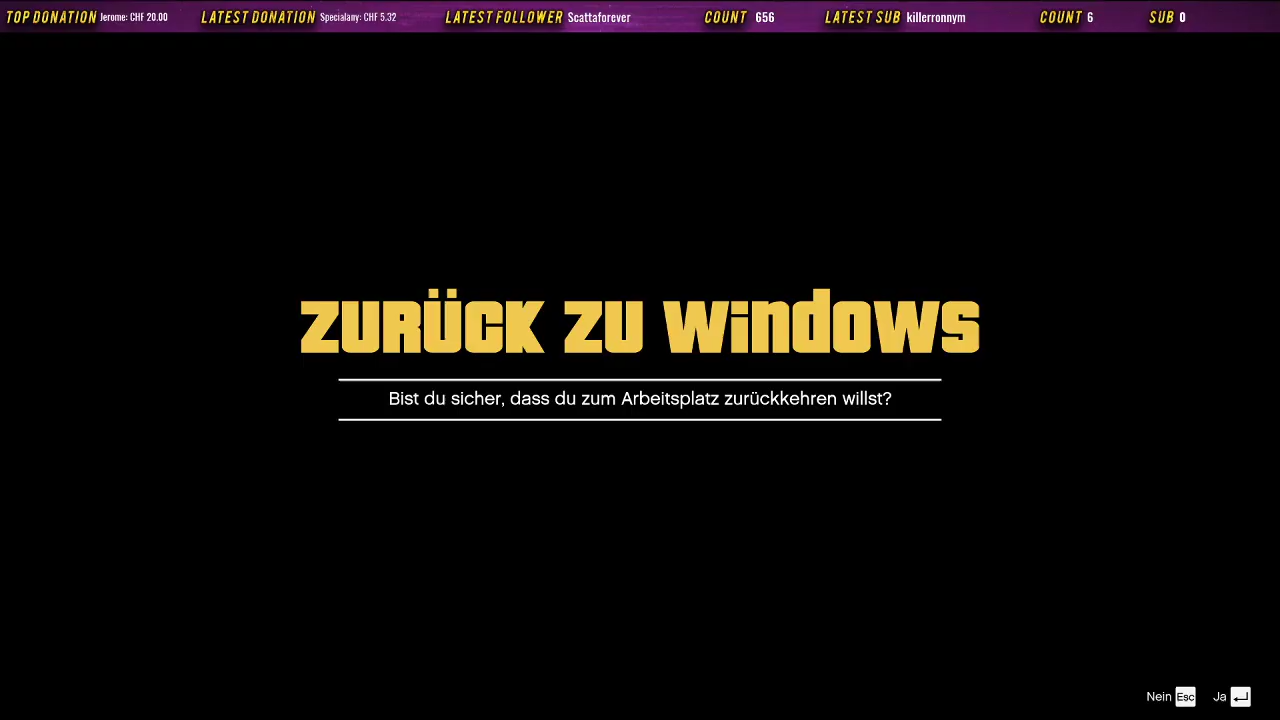 TOP DONATION Jerome: CHF 20.00 LATEST DONATION Specialany: CHF 5.32 LATEST FOLLOWER Scattaforever COUNT 656 LATEST SUB killerronnym COUNT 6 SUB 0
ZURÜCK ZU WINDOWS
Bist du sicher, dass du zum Arbeitsplatz zurückkehren willst?
Nein Esc Ja